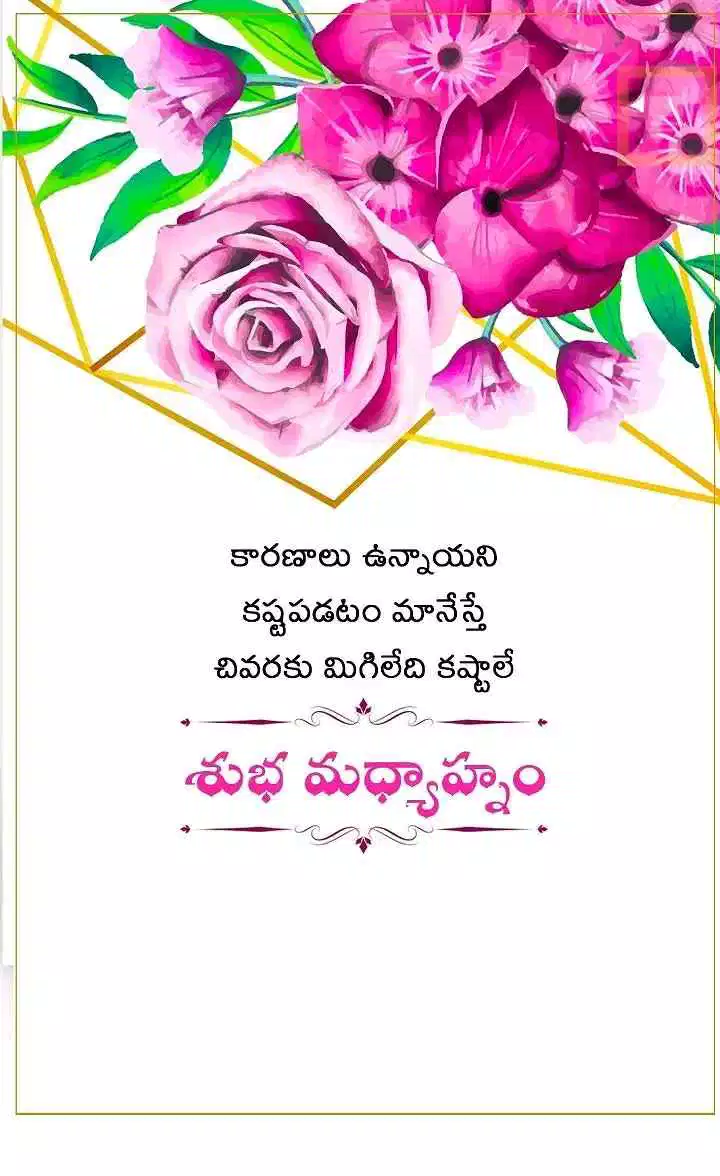 కారణాలు ఉన్నాయని
కష్టపడటం మానేస్తే
చివరకు మిగిలేది కష్టాలే
శుభ మధ్యాహ్నం